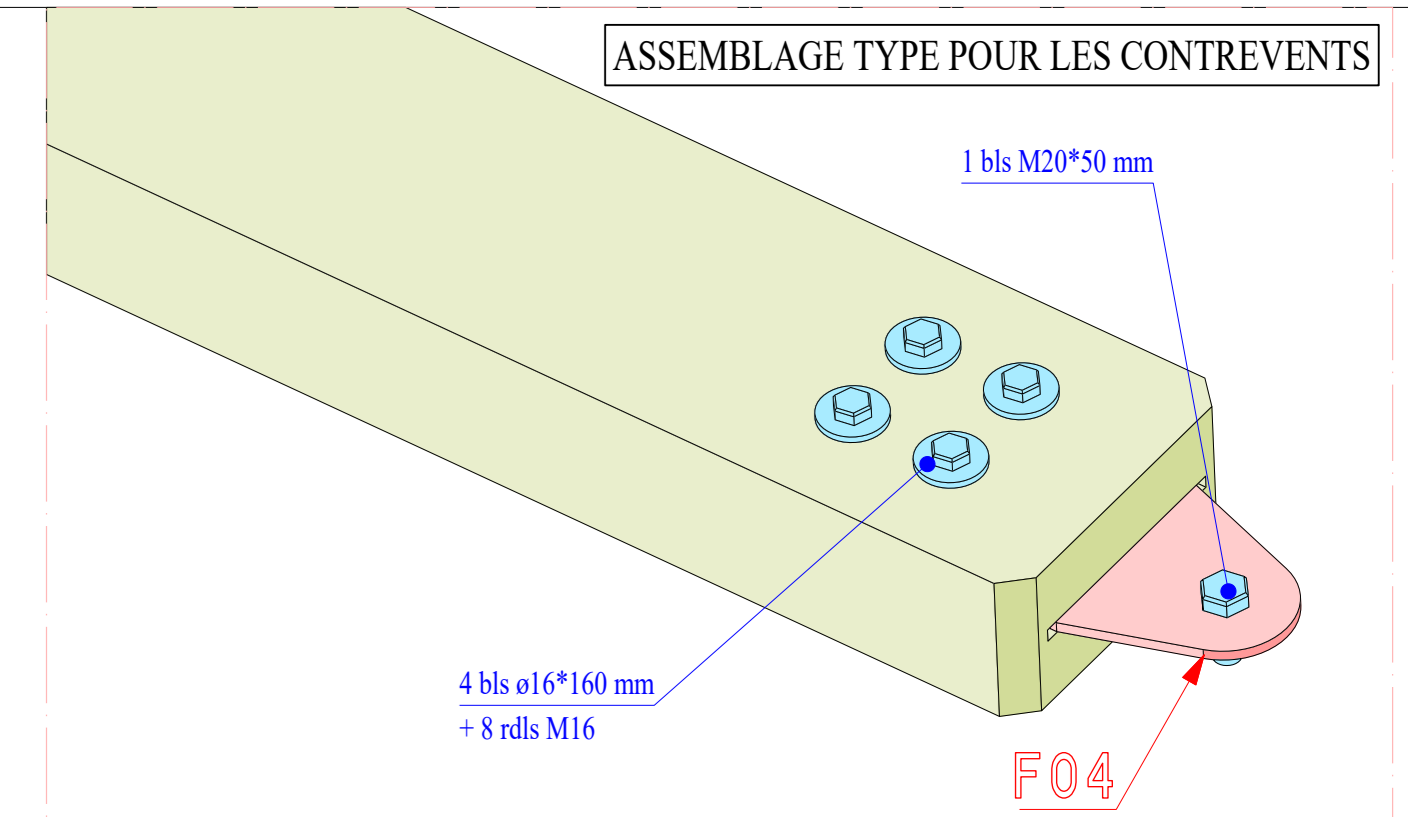 ASSEMBLAGE TYPE POUR LES CONTREVENTS
1 bls M20*50 mm
4 bls ø16*160 mm
+ 8 rdls M16
F04